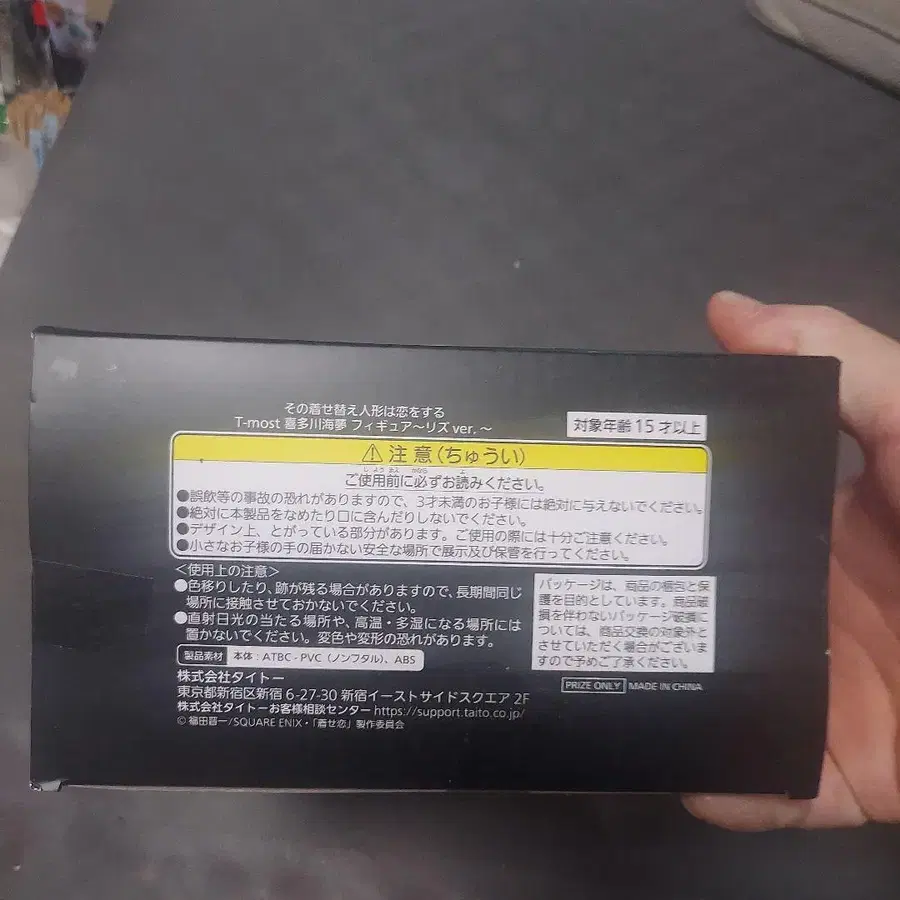 その着せ替え人形は恋をする
T-most 喜多川海夢 フィギュア～リズ ver. ～
対象年齢 15 才以上
⚠ 注意(ちゅうい)
ご使用前に必ずお読みください。
●誤飲等の事故の恐れがありますので、3才未満のお子様には絶対に与えないでください。
●絶対に本製品をなめたり口に含んだりしないでください。
●デザイン上、とがっている部分があります。ご使用の際には十分ご注意ください。
●小さなお子様の手の届かない安全な場所で展示及び保管を行ってください。
＜使用上の注意＞
●色移りしたり、跡が残る場合がありますので、長期間同じ
場所に接触させておかないでください。
●直射日光の当たる場所や、高温・多湿になる場所には
置かないでください。変色や変形の恐れがあります。
製品素材 本体：ATBC-PVC（ノンフタル）、ABS
パッケージは、商品の梱包と保
護を目的としています。商品破
損を伴わないパッケージ破損に
ついては、商品交換の対象外と
させていただく場合がございま
すので予めご了承ください。
株式会社タイトー
東京都新宿区新宿 6-27-30 新宿イーストサイドスクエア 2F
株式会社タイトーお客様相談センター https://support.taito.co.jp/
© 福田晋一/SQUARE ENIX・「着せ恋」製作委員会
PRIZE ONLY MADE IN CHINA